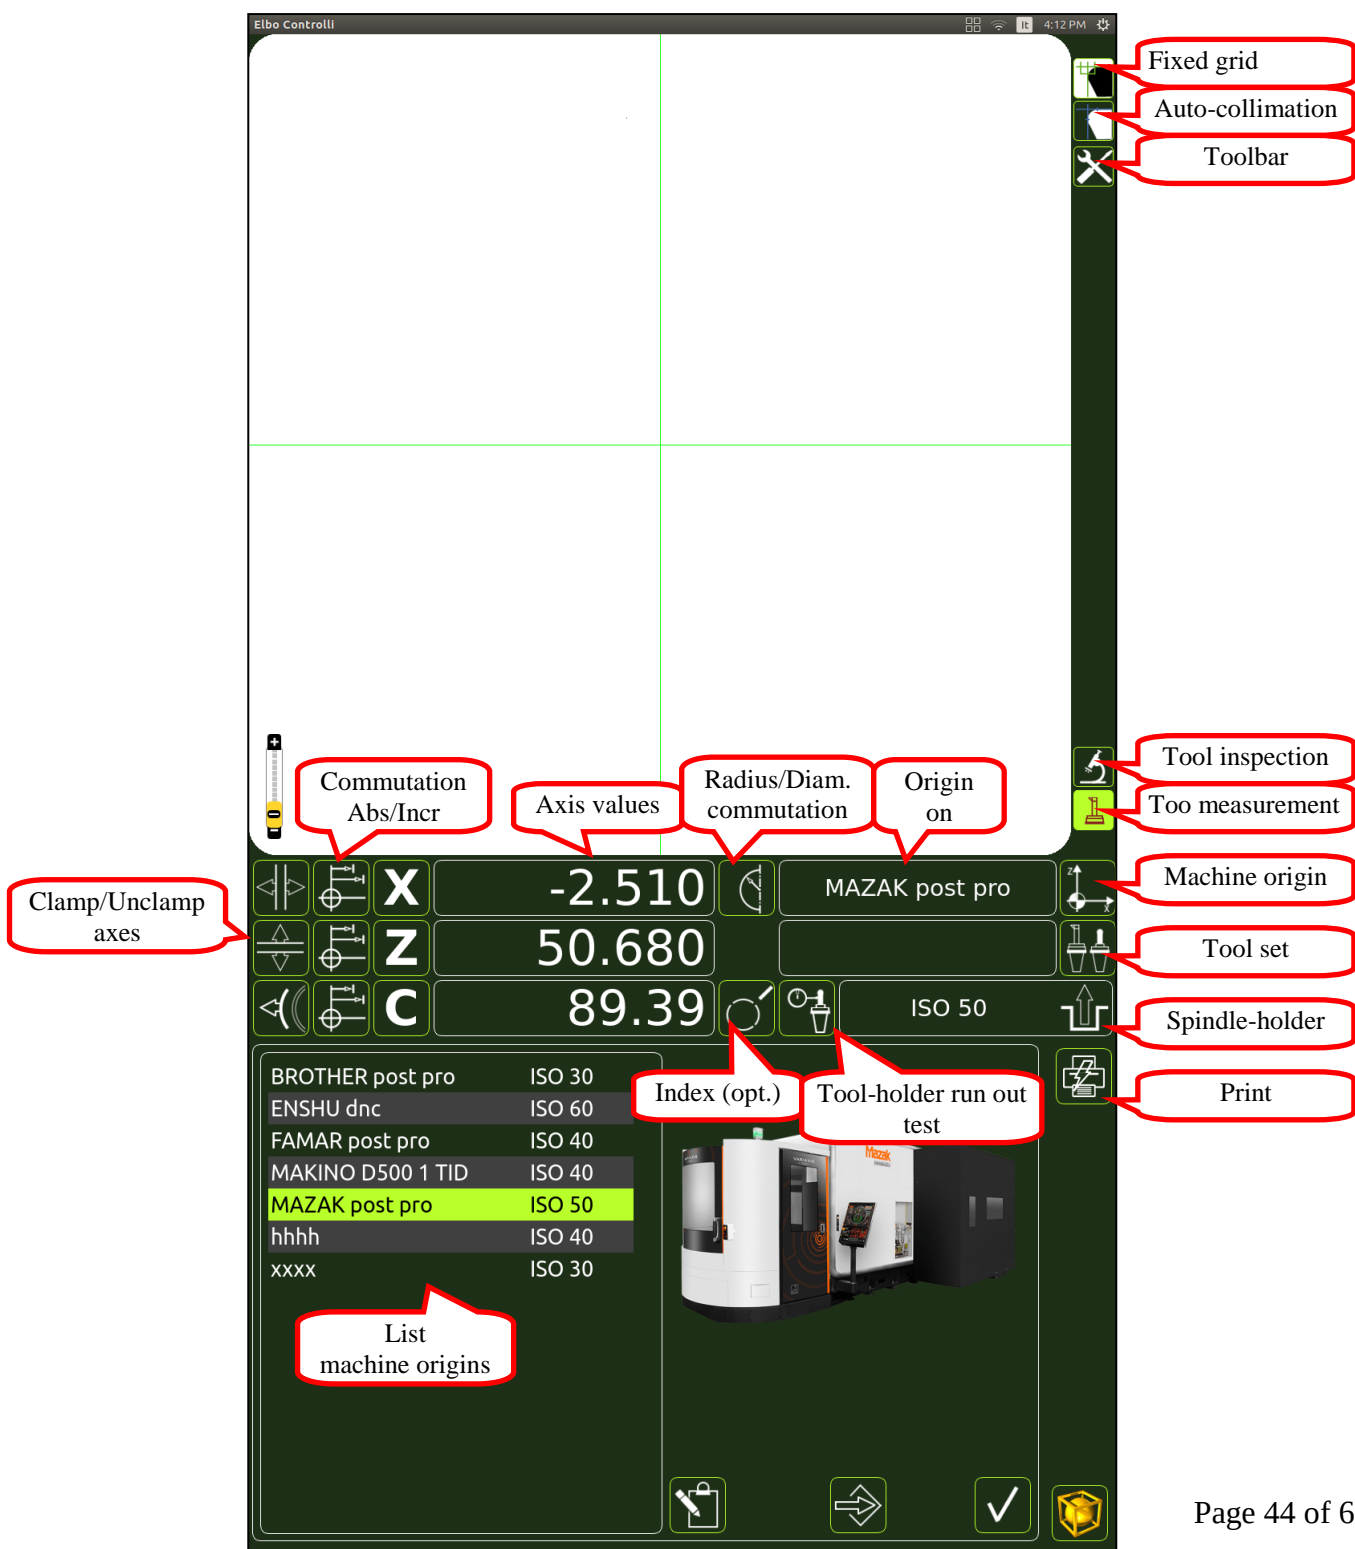 Elbo Controlli
It 4:12 PM
Fixed grid
Auto-collimation
Toolbar
Tool inspection
Too measurement
Commutation
Abs/Incr
Axis values
Radius/Diam.
commutation
Origin
on
Machine origin
Clamp/Unclamp
axes
X -2.510 MAZAK post pro
Z 50.680
Tool set
C 89.39 ISO 50
Spindle-holder
Index (opt.)
Tool-holder run out
test
Print
BROTHER post pro ISO 30
ENSHU dnc ISO 60
FAMAR post pro ISO 40
MAKINO D500 1 TID ISO 40
MAZAK post pro ISO 50
hhhh ISO 40
xxxx ISO 30
Mazak
List
machine origins
Page 44 of 6